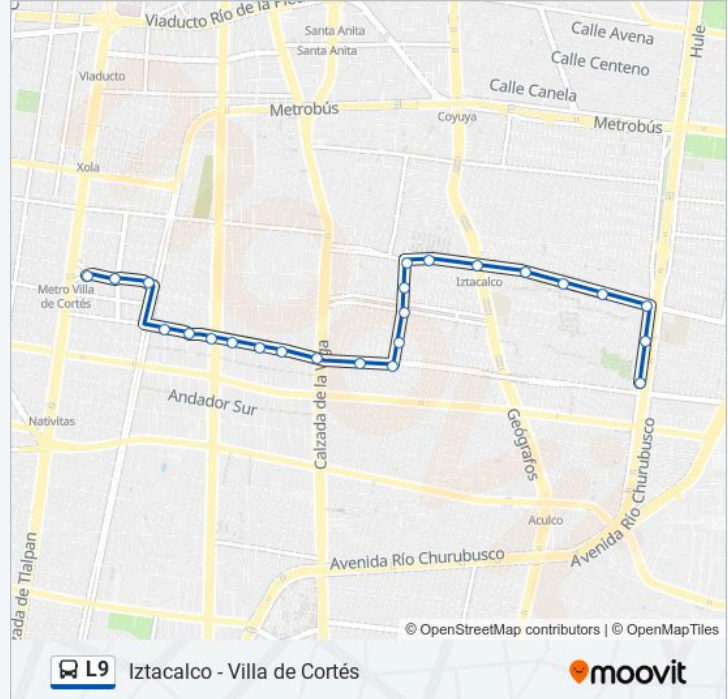 Viaducto Río de la Pie
Santa Anita
Santa Anita
Calle Avena
Hule
Calle Centeno
Viaducto
Calle Canela
Metrobús
Coyuya
Metrobús
Xola
Iztacalco
Metro Villa
de Cortés
Calzada de la Viga
Andador Sur
Nativitas
Geógrafos
Avenida Río Churubusco
Aculco
Avenida Río Churubusco
zada de Tlalpan
© OpenStreetMap contributors | © OpenMapTiles
L9 Iztacalco - Villa de Cortés
moovit